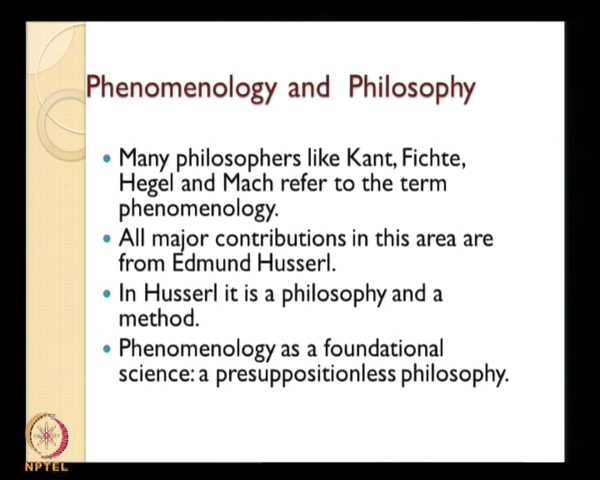 Phenomenology and Philosophy
• Many philosophers like Kant, Fichte,
Hegel and Mach refer to the term
phenomenology.
• All major contributions in this area are
from Edmund Husserl.
• In Husserl it is a philosophy and a
method.
• Phenomenology as a foundational
science: a presuppositionless philosophy.
NPTEL